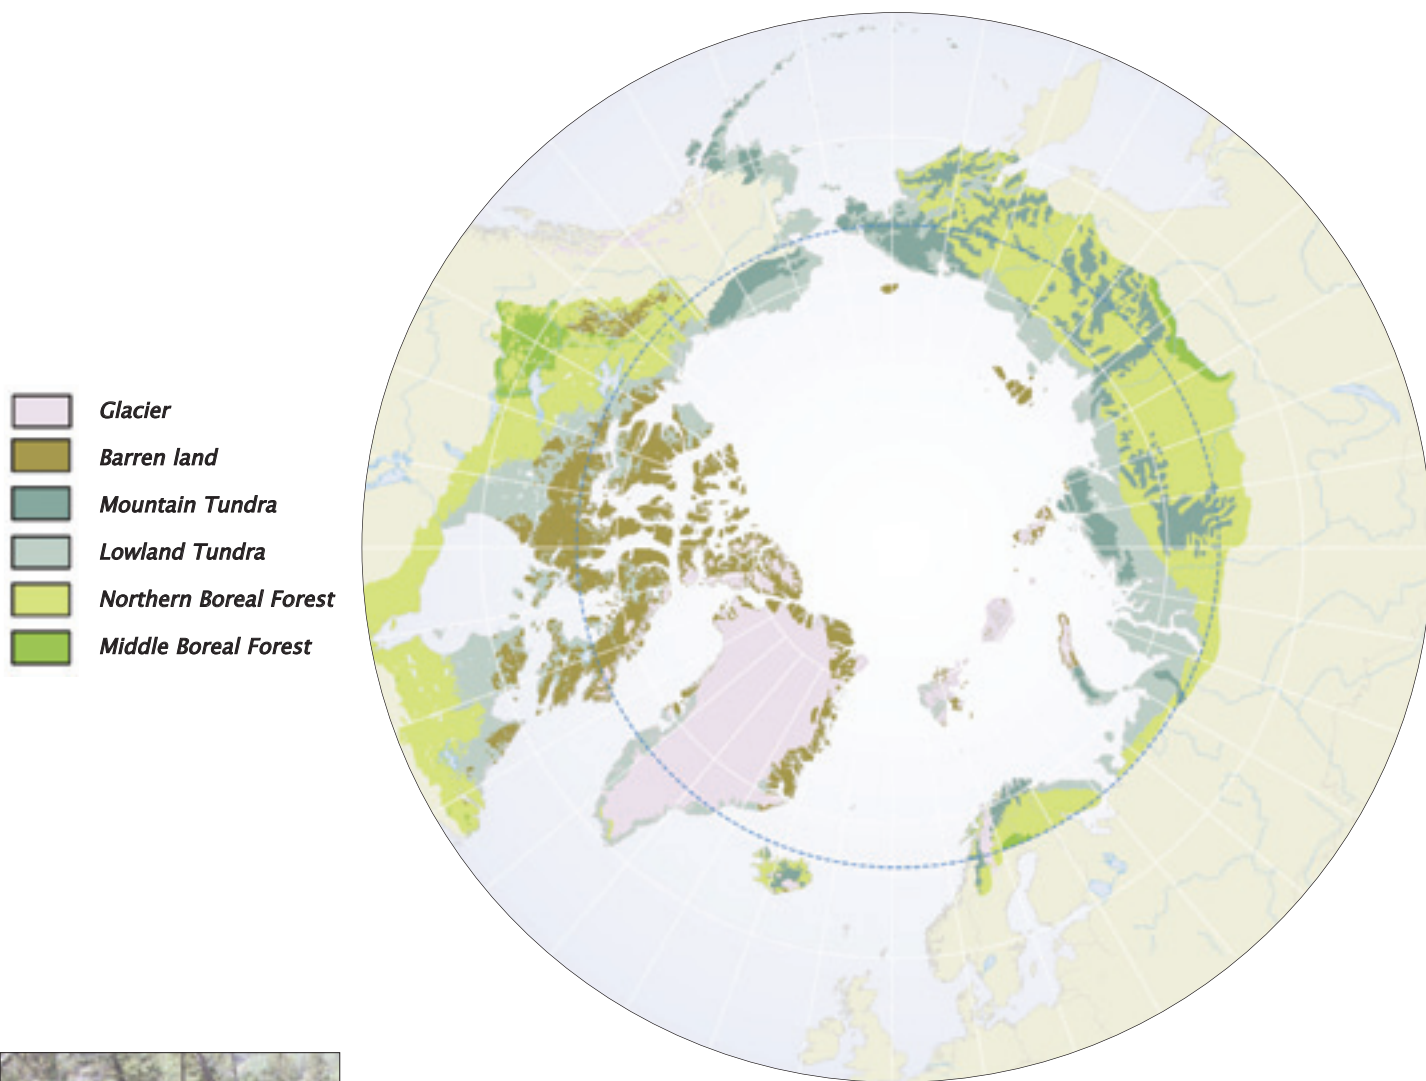 Glacier
Barren land
Mountain Tundra
Lowland Tundra
Northern Boreal Forest
Middle Boreal Forest